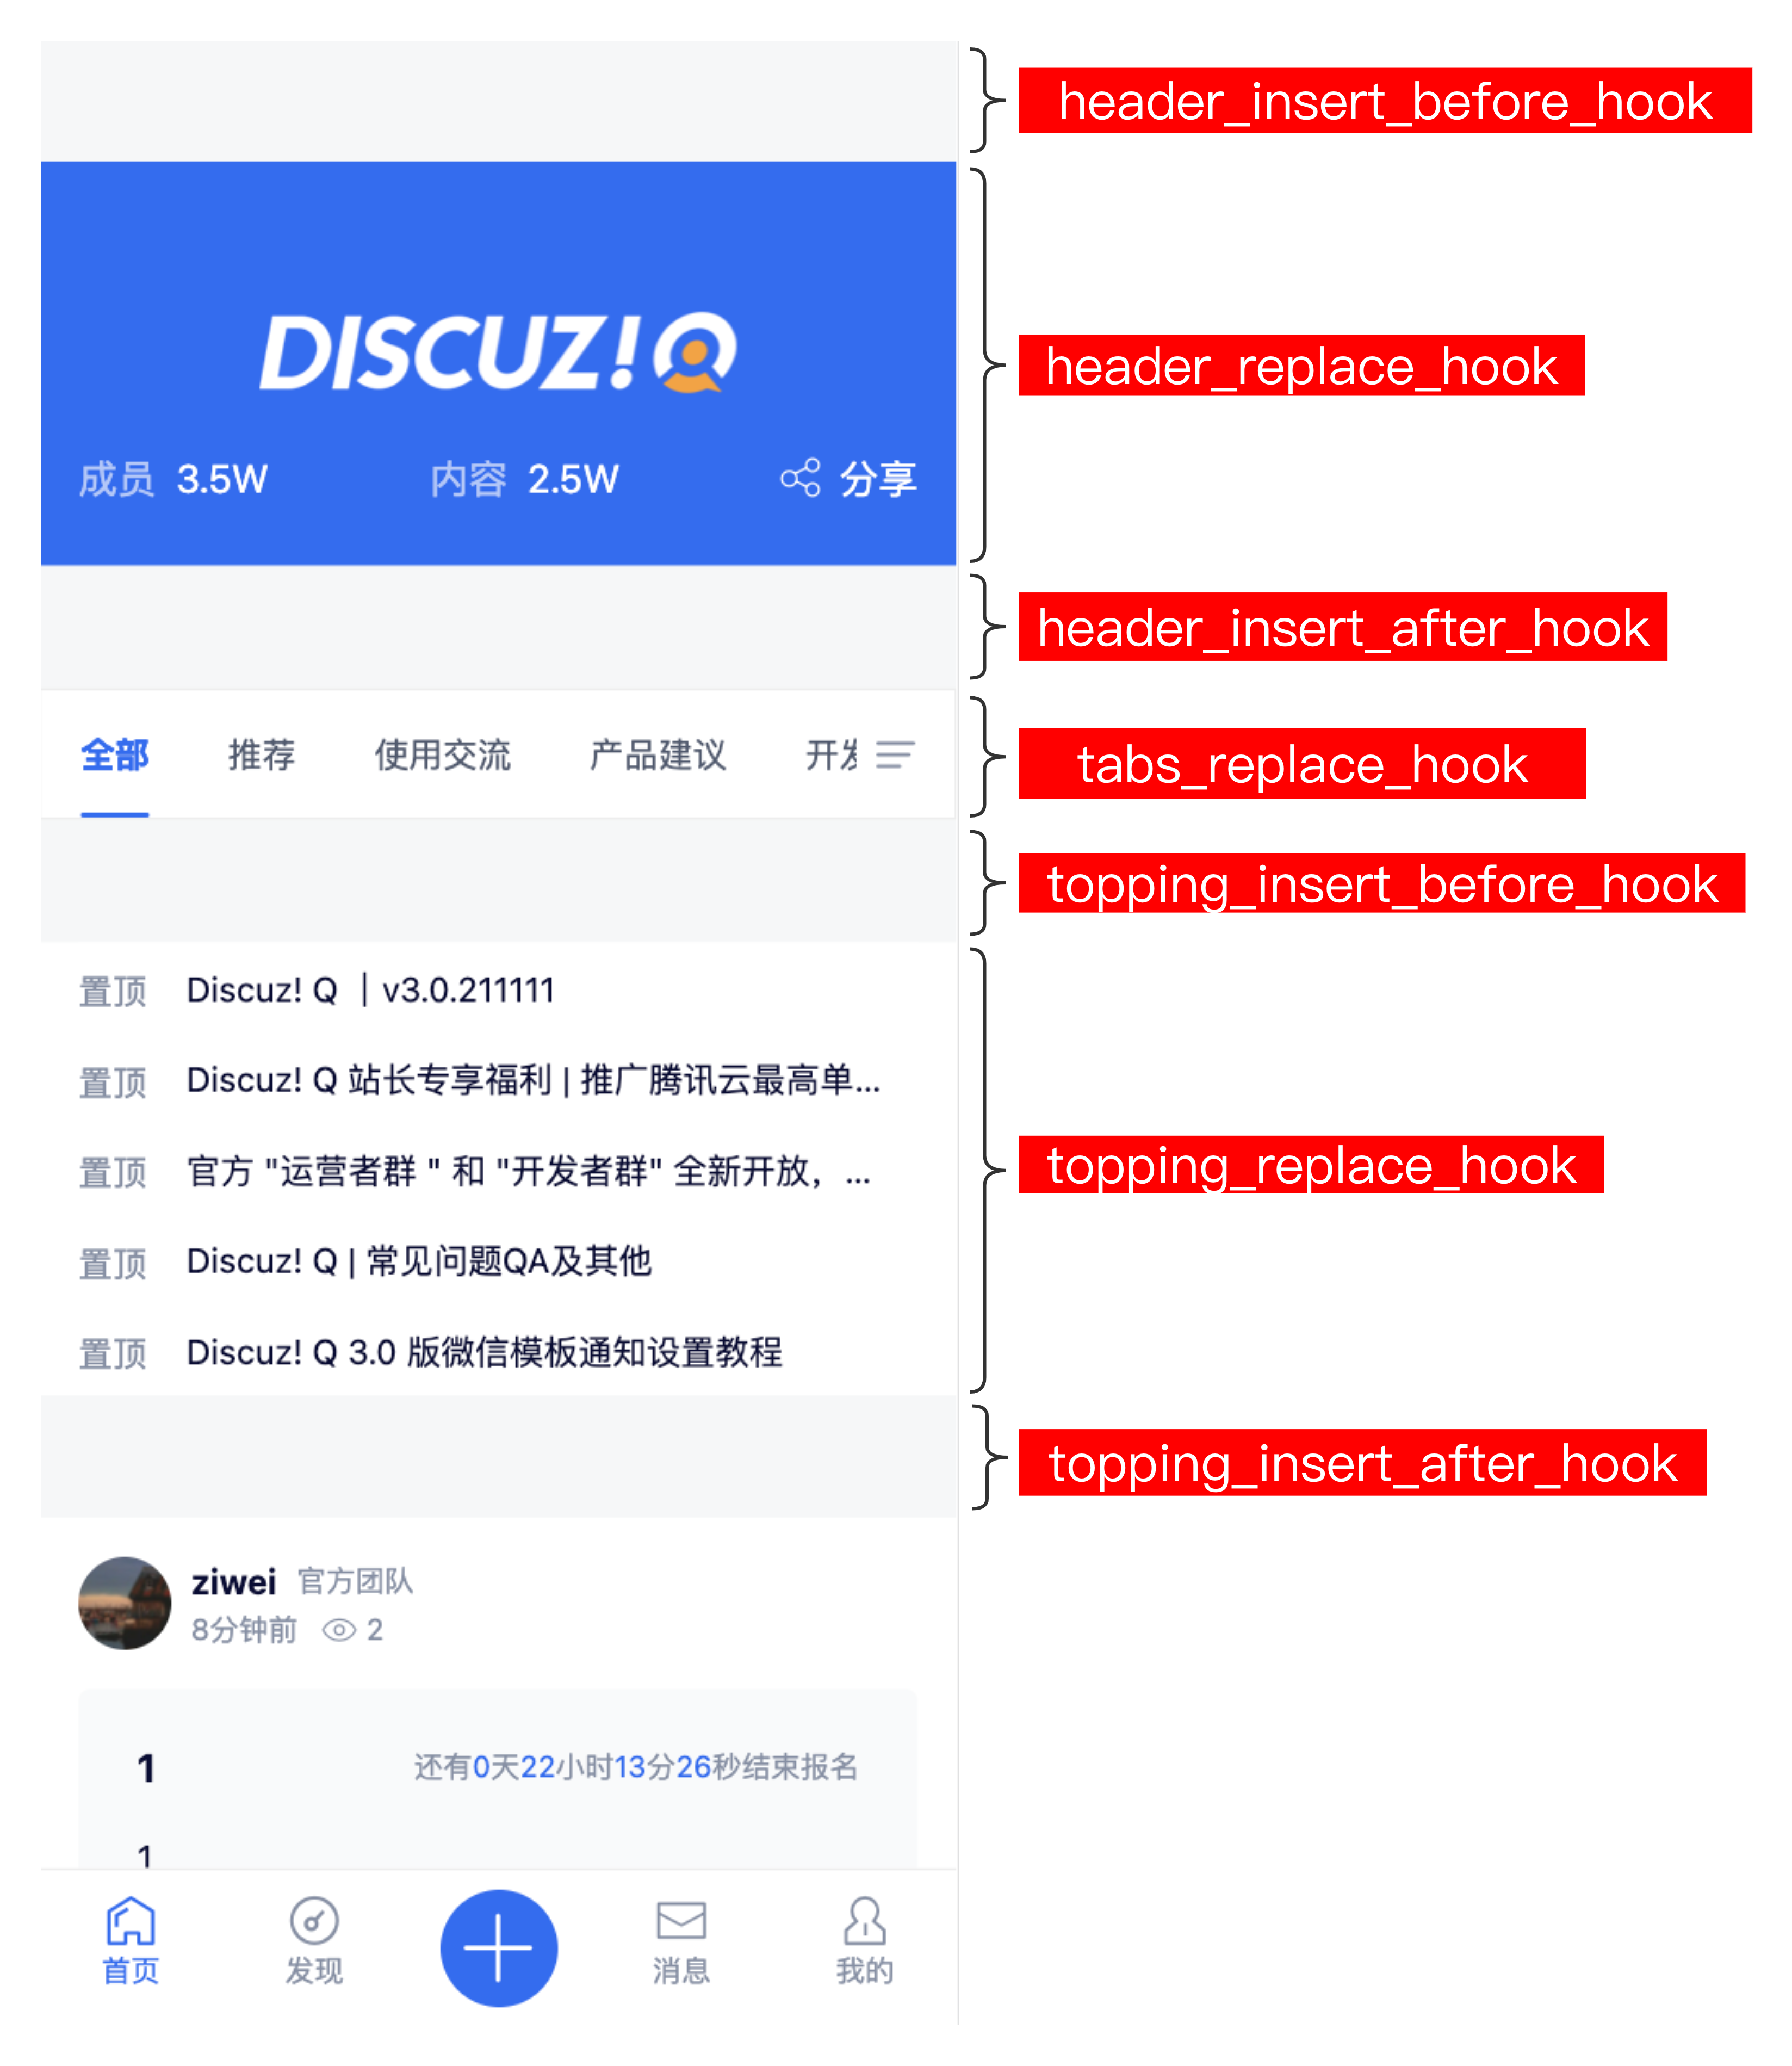 header_insert_before_hook
DISCUZ!Q
成员 3.5W 内容 2.5W 分享
header_replace_hook
header_insert_after_hook
全部 推荐 使用交流 产品建议 开发
tabs_replace_hook
topping_insert_before_hook
置顶 Discuz! Q ｜v3.0.211111
置顶 Discuz! Q 站长专享福利 | 推广腾讯云最高单...
置顶 官方 "运营者群 " 和 "开发者群" 全新开放，...
置顶 Discuz! Q | 常见问题QA及其他
置顶 Discuz! Q 3.0 版微信模板通知设置教程
topping_replace_hook
topping_insert_after_hook
ziwei 官方团队
8分钟前 2
1 还有0天22小时13分26秒结束报名
1
首页 发现 消息 我的